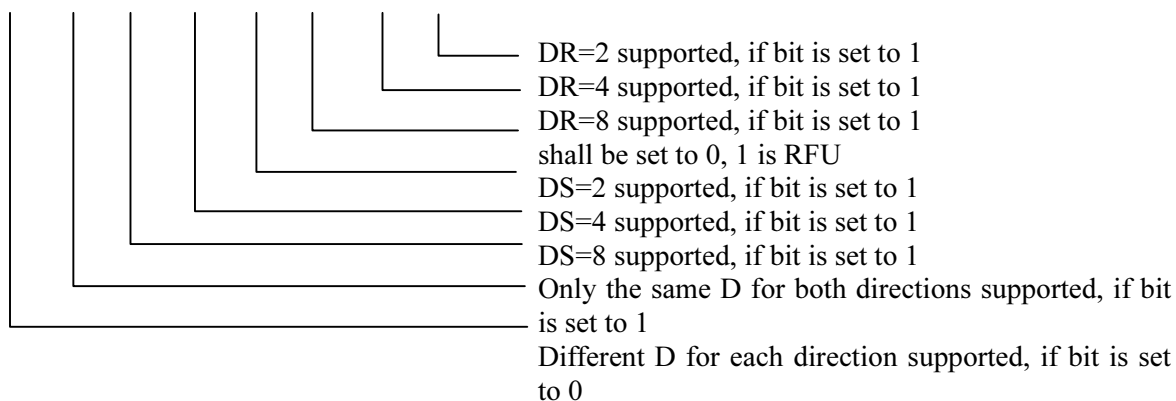 DR=2 supported, if bit is set to 1
DR=4 supported, if bit is set to 1
DR=8 supported, if bit is set to 1
shall be set to 0, 1 is RFU
DS=2 supported, if bit is set to 1
DS=4 supported, if bit is set to 1
DS=8 supported, if bit is set to 1
Only the same D for both directions supported, if bit
is set to 1
Different D for each direction supported, if bit is set
to 0